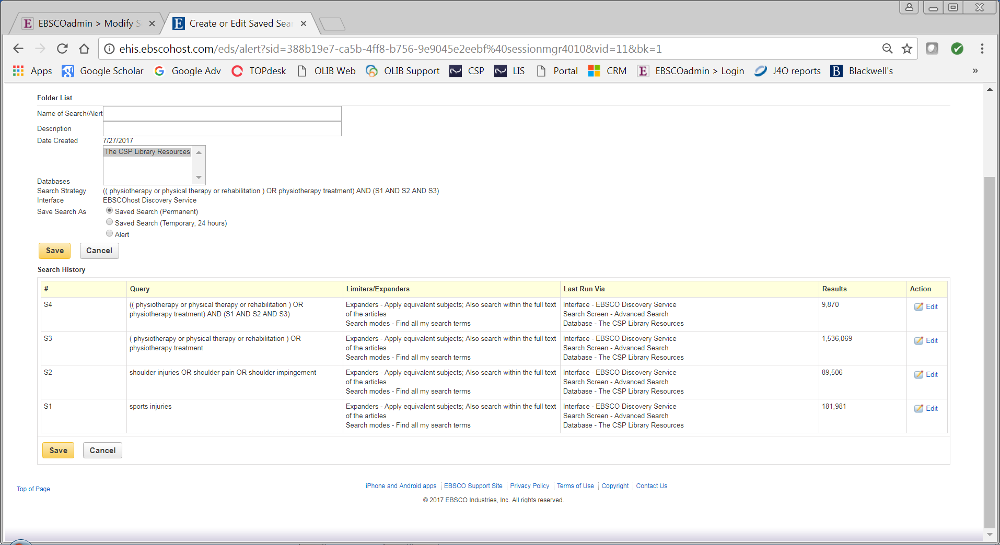 EBSCOadmin > Modify S
Create or Edit Saved Sea
ehis.ebscohost.com/eds/alert?sid=388b19e7-ca5b-4ff8-b756-9e9045e2eebf%40sessionmgr4010&vid=11&bk=1
Apps Google Scholar Google Adv TOPdesk OLIB Web OLIB Support CSP LIS Portal CRM EBSCOadmin > Login J4O reports Blackwell's »
Folder List
Name of Search/Alert
Description
Date Created 7/27/2017
The CSP Library Resources
Databases
Search Strategy (( physiotherapy or physical therapy or rehabilitation ) OR physiotherapy treatment) AND (S1 AND S2 AND S3)
Interface EBSCOhost Discovery Service
Save Search As Saved Search (Permanent)
Saved Search (Temporary, 24 hours)
Alert
Save Cancel
Search History
# Query Limiters/Expanders Last Run Via Results Action
S4 (( physiotherapy or physical therapy or rehabilitation ) OR Expanders - Apply equivalent subjects; Also search within the full text Interface - EBSCO Discovery Service 9,870 Edit
physiotherapy treatment) AND (S1 AND S2 AND S3) of the articles Search Screen - Advanced Search
Search modes - Find all my search terms Database - The CSP Library Resources
S3 ( physiotherapy or physical therapy or rehabilitation ) OR Expanders - Apply equivalent subjects; Also search within the full text Interface - EBSCO Discovery Service 1,536,069 Edit
physiotherapy treatment of the articles Search Screen - Advanced Search
Search modes - Find all my search terms Database - The CSP Library Resources
S2 shoulder injuries OR shoulder pain OR shoulder impingement Expanders - Apply equivalent subjects; Also search within the full text Interface - EBSCO Discovery Service 89,506 Edit
of the articles Search Screen - Advanced Search
Search modes - Find all my search terms Database - The CSP Library Resources
S1 sports injuries Expanders - Apply equivalent subjects; Also search within the full text Interface - EBSCO Discovery Service 181,981 Edit
of the articles Search Screen - Advanced Search
Search modes - Find all my search terms Database - The CSP Library Resources
Save Cancel
Top of Page
iPhone and Android apps EBSCO Support Site Privacy Policy Terms of Use Copyright Contact Us
© 2017 EBSCO Industries, Inc. All rights reserved.